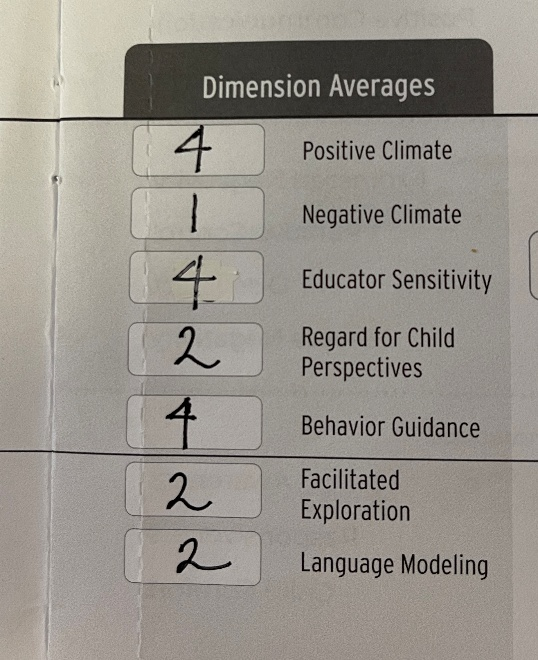 Dimension Averages
4 Positive Climate
1 Negative Climate
4 Educator Sensitivity
2 Regard for Child
Perspectives
4 Behavior Guidance
2 Facilitated
Exploration
2 Language Modeling